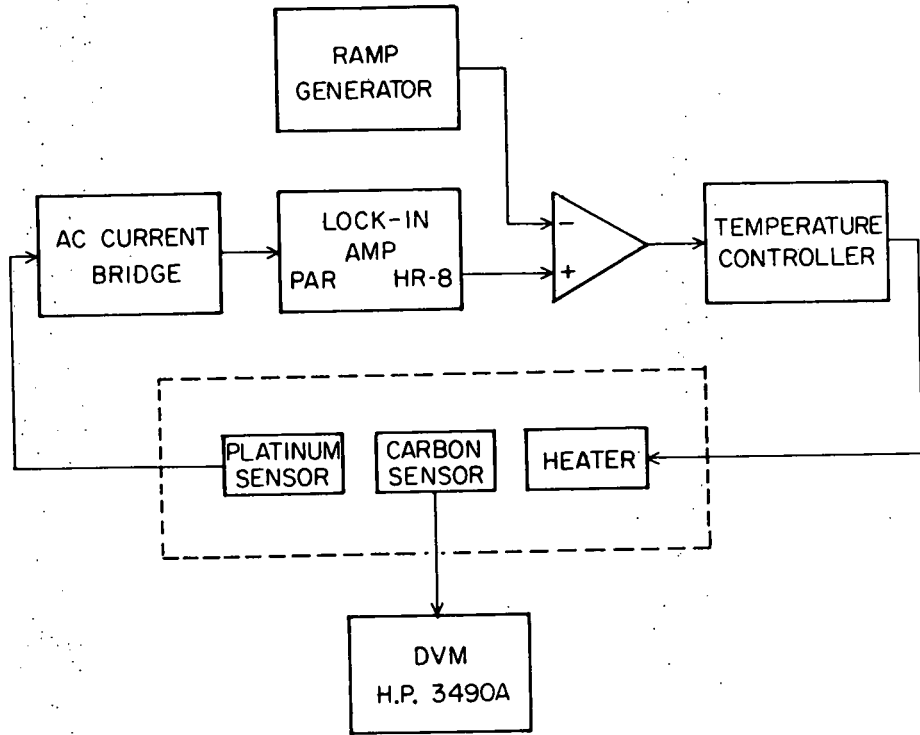 RAMP
GENERATOR
AC CURRENT
BRIDGE
LOCK-IN
AMP
PAR HR-8
−
+
TEMPERATURE
CONTROLLER
PLATINUM
SENSOR
CARBON
SENSOR
HEATER
DVM
H.P. 3490A